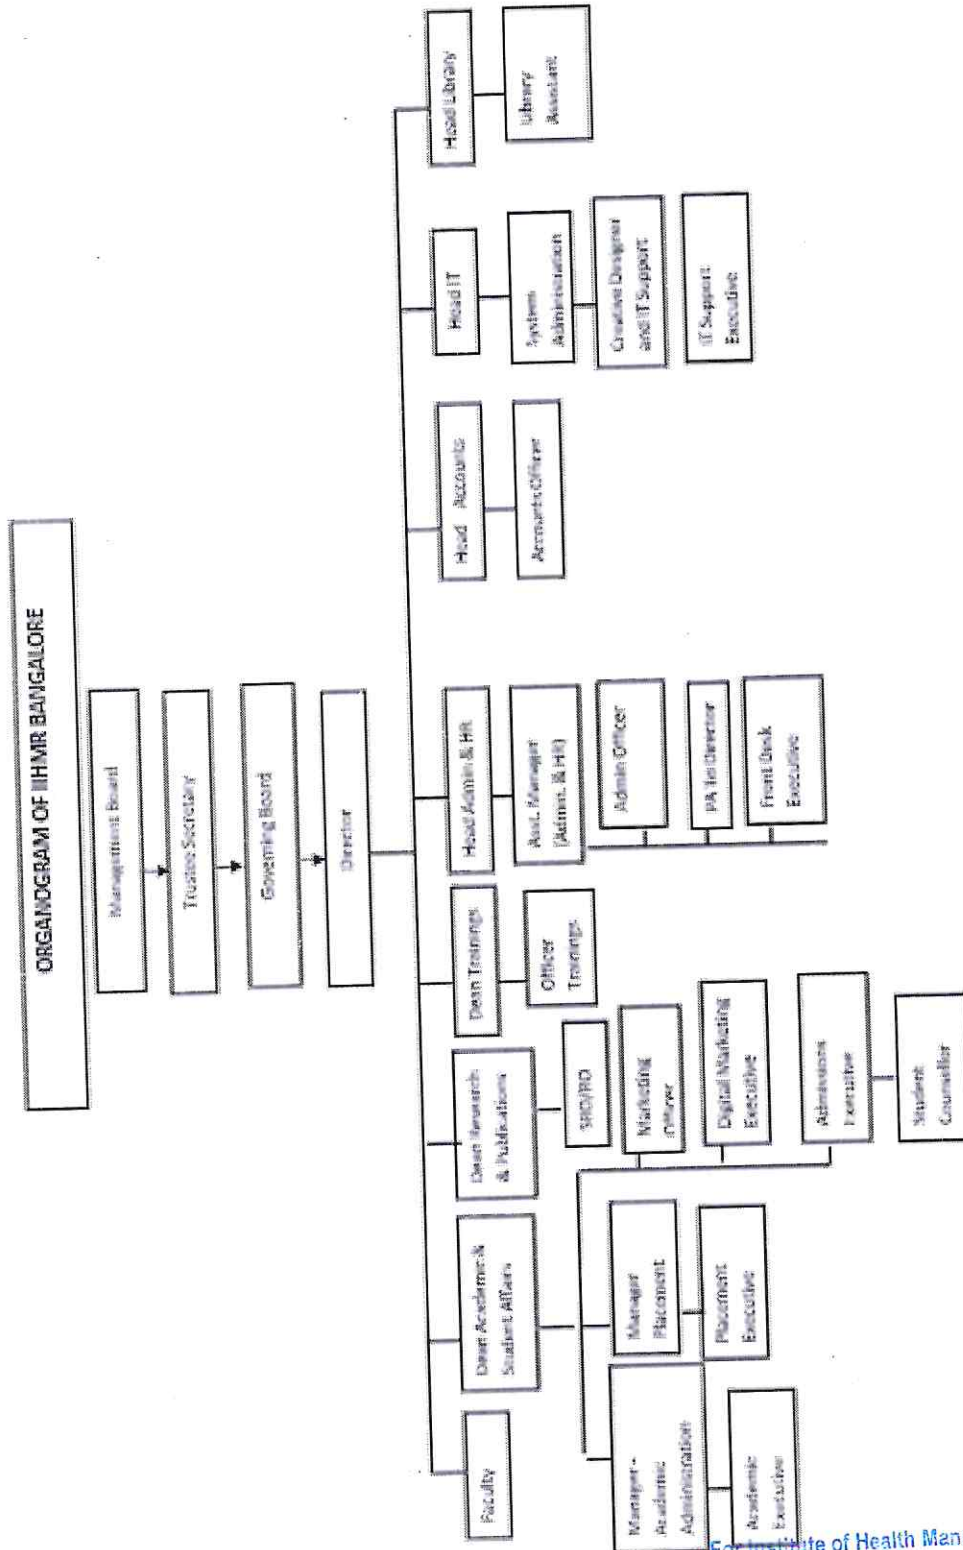 ORGANOGRAM OF IIHMR BANGALORE
Management Board
Trustee Secretary
Governing Board
Director
Faculty
Dean Academic &
Student Affairs
Dean Research
& Publications
Dean Trainings
Head Admin & HR
Head Accounts
Head IT
Head Library
Manager -
Academic
Administration
Academic
Executive
Manager
Placement
Placement
Executive
SRO/RO
Marketing
Officer
Digital Marketing
Executive
Admissions
Executive
Student
Counsellor
Officer
Trainings
Asst. Manager
(Admn. & HR)
Admin Officer
PA To Director
Front Desk
Executive
Accounts Officer
System
Administration
Creative Designer
and IT Support
IT Support
Executive
Library
Assistant
For Institute of Health Man